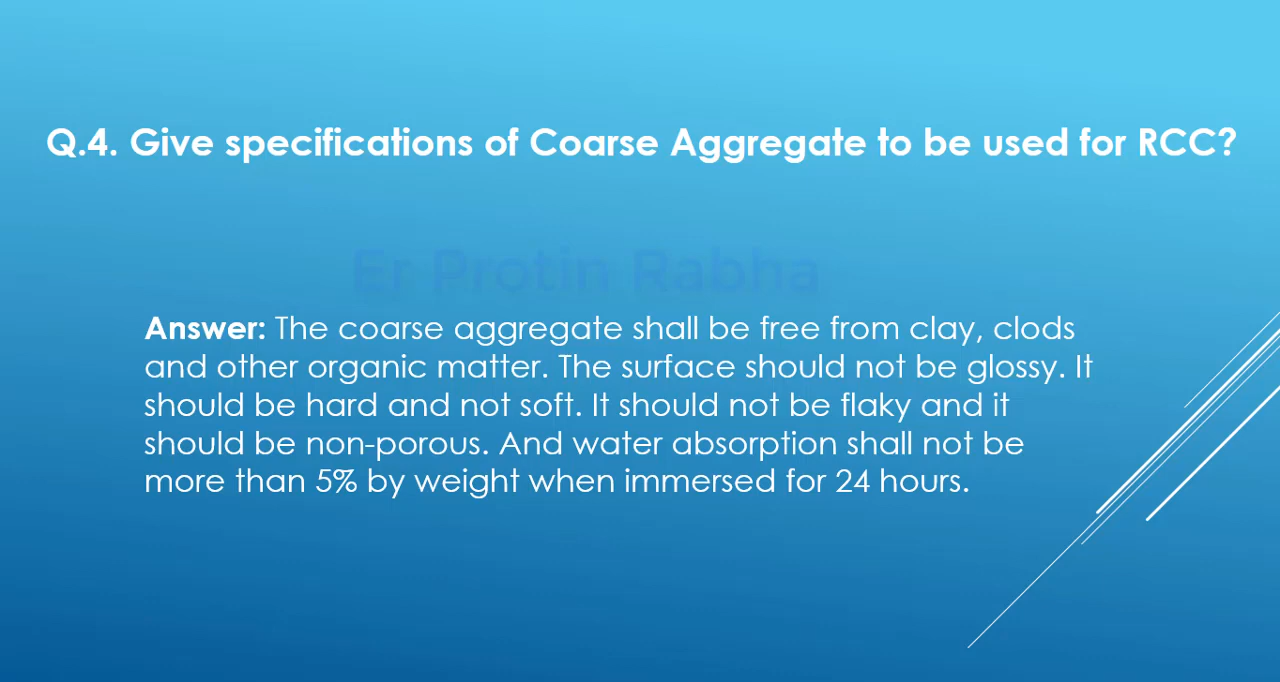 Q.4. Give specifications of Coarse Aggregate to be used for RCC?
Er Protin Rabha
Answer: The coarse aggregate shall be free from clay, clods
and other organic matter. The surface should not be glossy. It
should be hard and not soft. It should not be flaky and it
should be non-porous. And water absorption shall not be
more than 5% by weight when immersed for 24 hours.